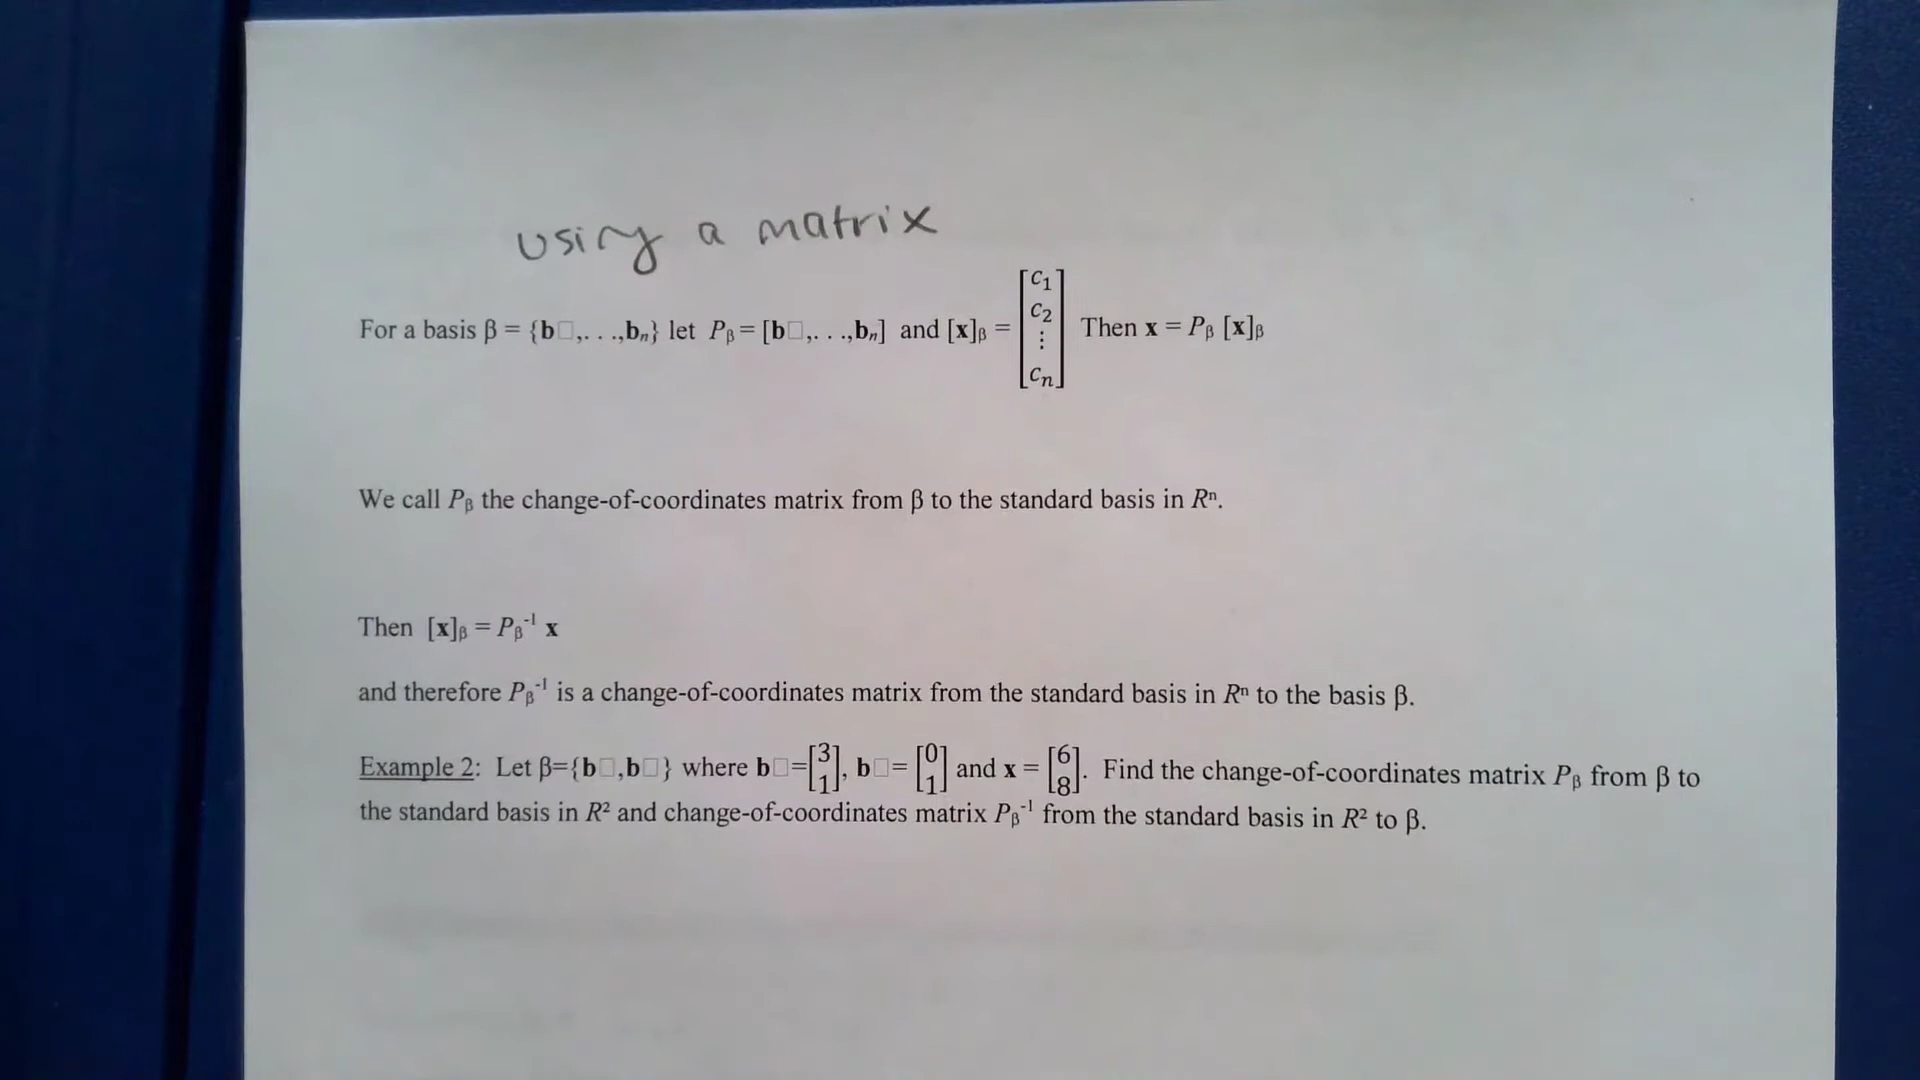 using a matrix
For a basis β = {b□,. . .,bₙ} let Pᵦ = [b□,. . .,bₙ] and [x]ᵦ = [c₁ c₂ ⋮ cₙ] Then x = Pᵦ [x]ᵦ
We call Pᵦ the change-of-coordinates matrix from β to the standard basis in Rⁿ.
Then [x]ᵦ = Pᵦ⁻¹ x
and therefore Pᵦ⁻¹ is a change-of-coordinates matrix from the standard basis in Rⁿ to the basis β.
Example 2: Let β={b□,b□} where b□=[3 1], b□= [0 1] and x = [6 8]. Find the change-of-coordinates matrix Pᵦ from β to
the standard basis in R² and change-of-coordinates matrix Pᵦ⁻¹ from the standard basis in R² to β.